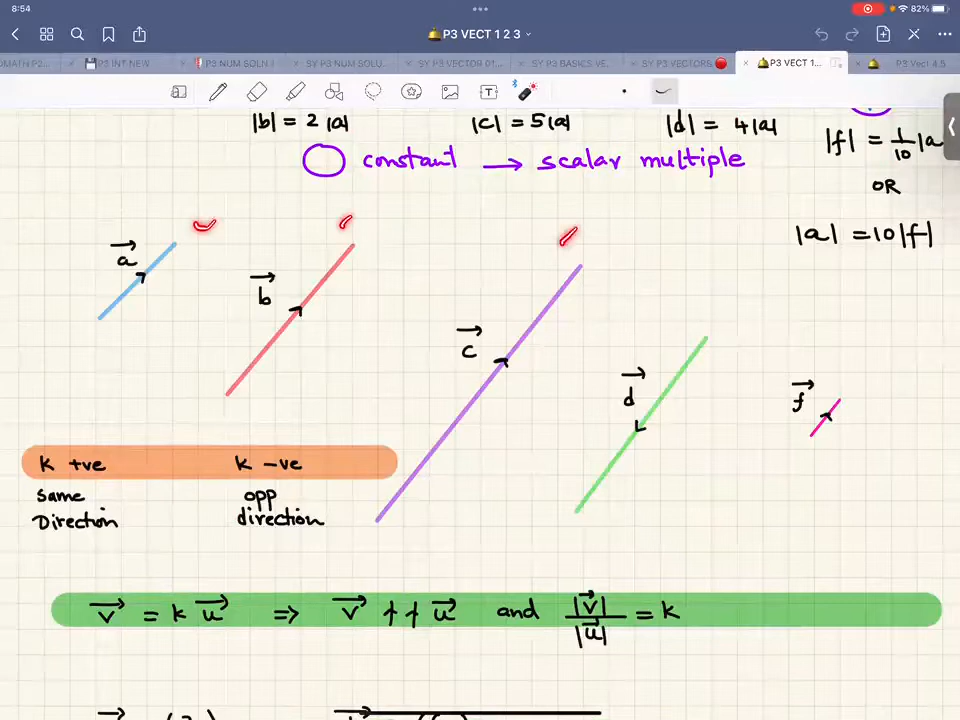 8:54
82%
P3 VECT 1 2 3
OMATH P2...
P3 INT NEW
P3 NUM SOLN I
SY P3 NUM SOLU...
SY P3 VECTOR 01...
SY P3 BASICS VE...
SY P3 VECTORS
P3 VECT 1...
P3 Vect 4 5
|b| = 2 |a|
|c| = 5|a|
|d| = 4|a|
|f| = 1/10 |a
constant → scalar multiple
OR
|a| = 10|f|
a
b
c
d
f
k +ve k -ve
same opp
Direction direction
v = k u ⇒ v ∥ u and |v|/|u| = k